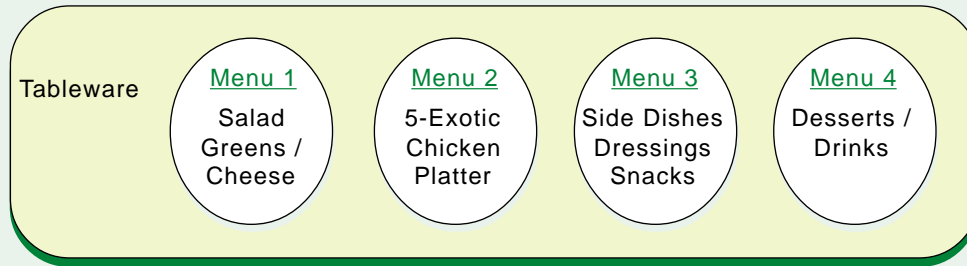 Tableware
Menu 1
Salad
Greens /
Cheese
Menu 2
5-Exotic
Chicken
Platter
Menu 3
Side Dishes
Dressings
Snacks
Menu 4
Desserts /
Drinks